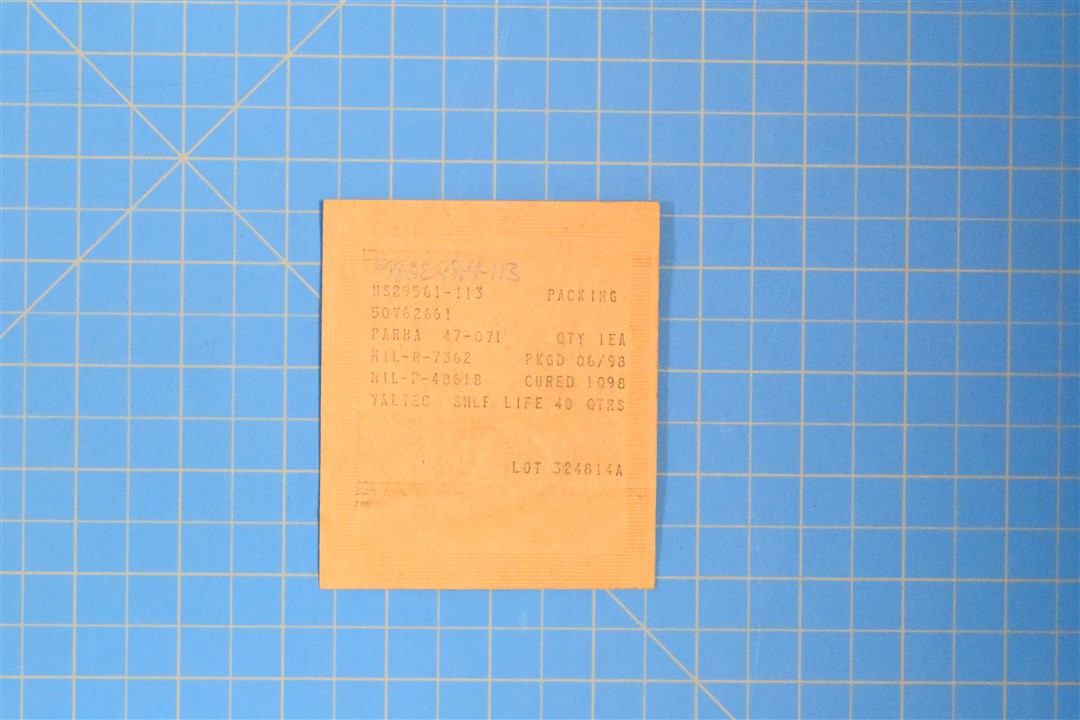 MS29561-113 PACKING
50V62661
PARHA 47-071 QTY 1EA
MIL-R-7362 PKGD 06/98
MIL-P-4861B CURED 1Q98
VALTEC SHLF LIFE 40 QTRS
LOT 324814A